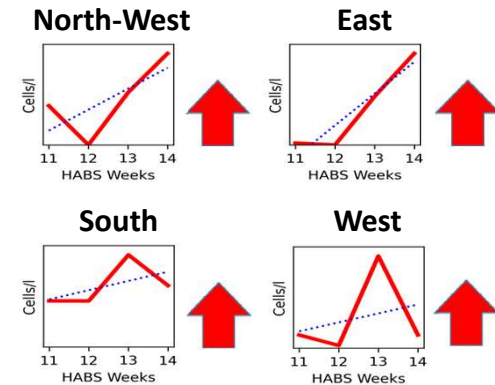 North-West
Cells/l
11 12 13 14
HABS Weeks
East
Cells/l
11 12 13 14
HABS Weeks
South
Cells/l
11 12 13 14
HABS Weeks
West
Cells/l
11 12 13 14
HABS Weeks